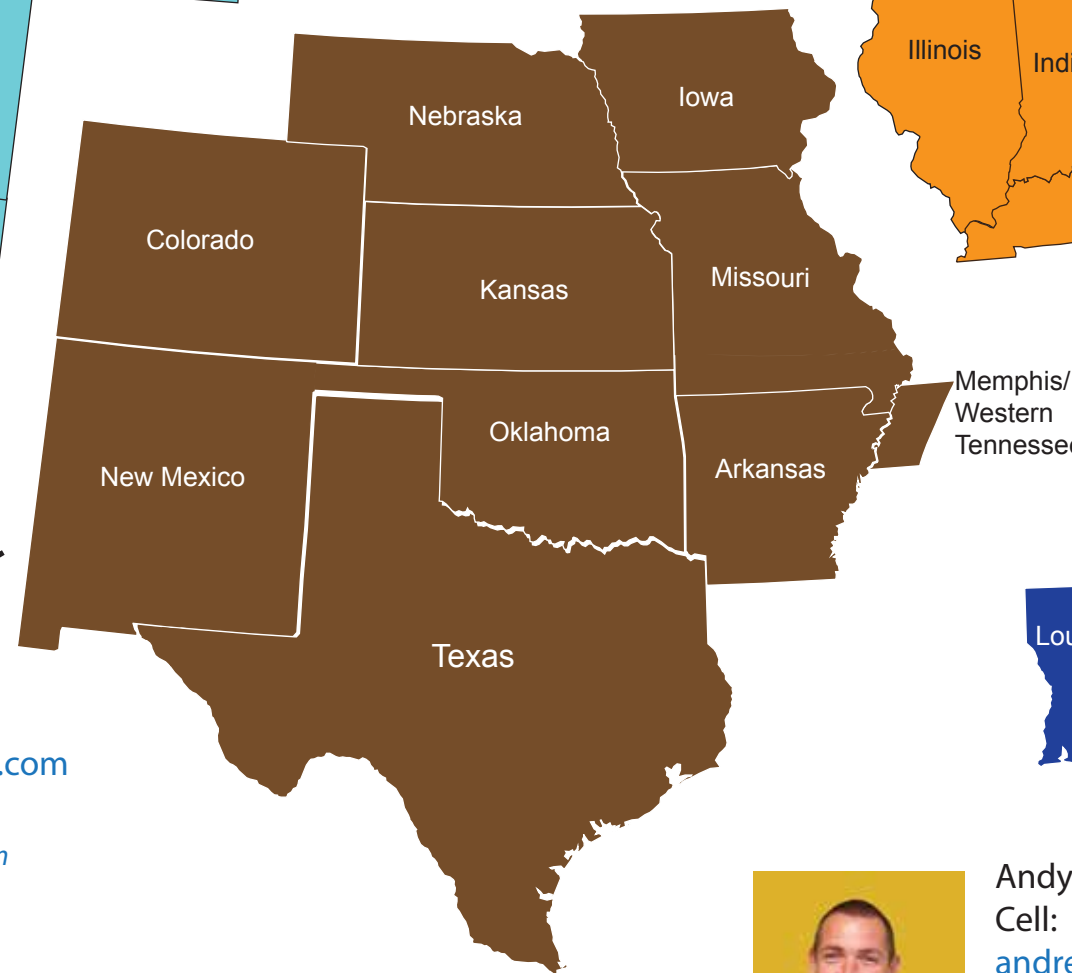 Illinois
Iowa
Nebraska
Colorado
Missouri
Kansas
Memphis/
Western
Oklahoma
Arkansas
New Mexico
Texas
.com
Andy
Cell: